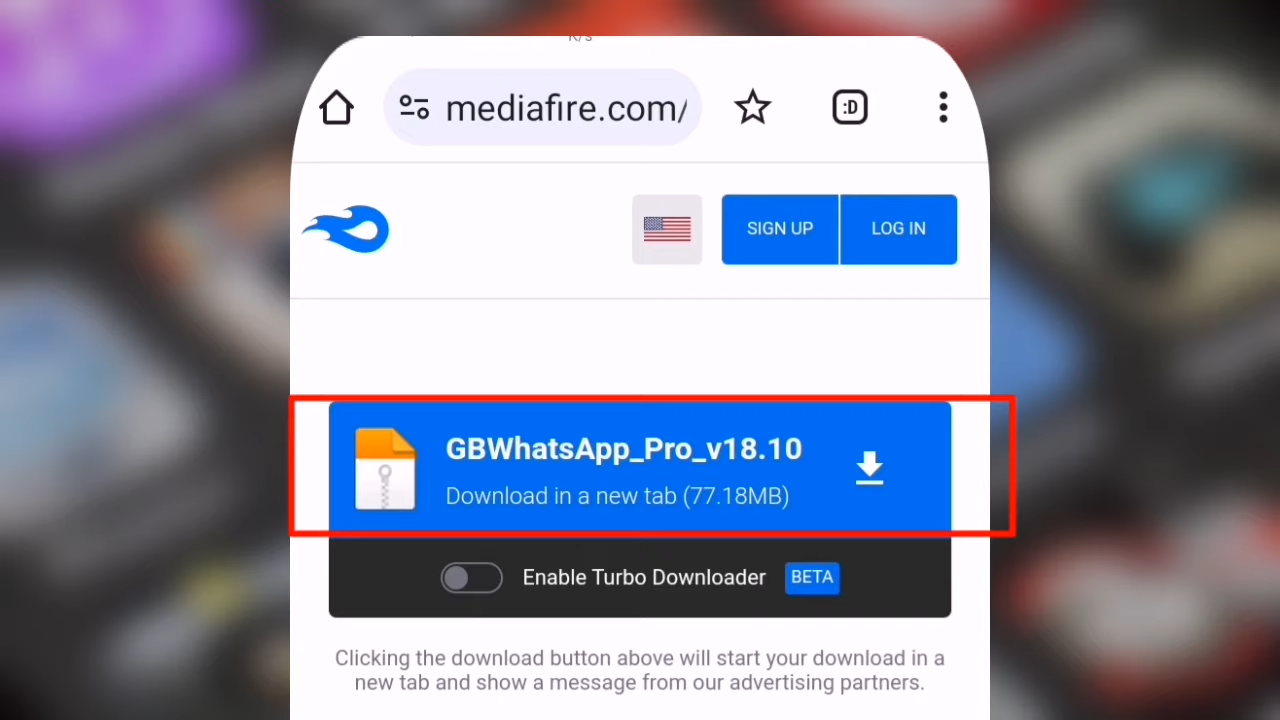 K/s
mediafire.com/
:D
SIGN UP
LOG IN
GBWhatsApp_Pro_v18.10
Download in a new tab (77.18MB)
Enable Turbo Downloader
BETA
Clicking the download button above will start your download in a
new tab and show a message from our advertising partners.